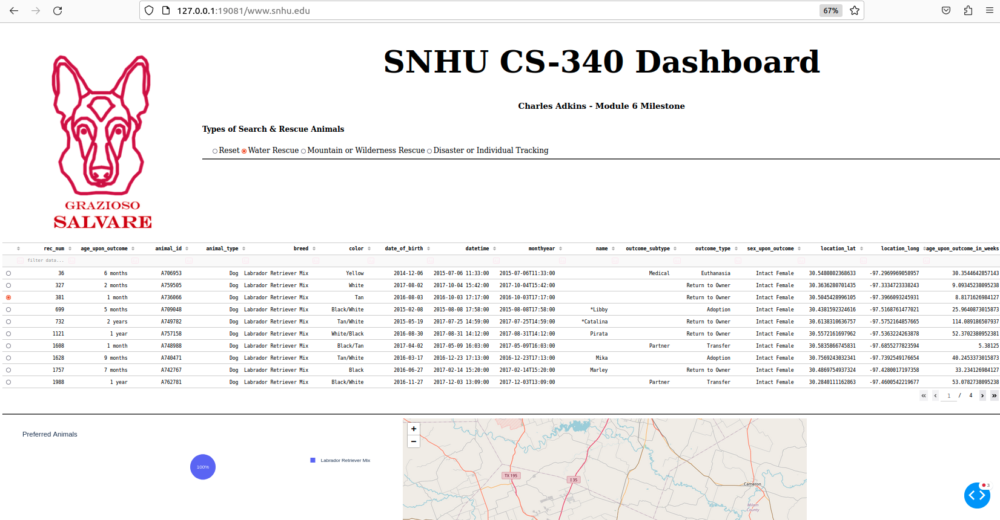 127.0.0.1:19081/www.snhu.edu 67%
SNHU CS-340 Dashboard
Charles Adkins - Module 6 Milestone
Types of Search & Rescue Animals
Reset Water Rescue Mountain or Wilderness Rescue Disaster or Individual Tracking
GRAZIOSO
SALVARE
rec_num age_upon_outcome animal_id animal_type breed color date_of_birth datetime monthyear name outcome_subtype outcome_type sex_upon_outcome location_lat location_long age_upon_outcome_in_weeks
filter data...
36 6 months A706953 Dog Labrador Retriever Mix Yellow 2014-12-06 2015-07-06 11:33:00 2015-07-06T11:33:00 Medical Euthanasia Intact Female 30.5480802368633 -97.2969969058957 30.3544642857143
327 2 months A759505 Dog Labrador Retriever Mix White 2017-08-02 2017-10-04 15:42:00 2017-10-04T15:42:00 Return to Owner Intact Female 30.3636280701435 -97.3334723338243 9.09345238095238
381 1 month A736066 Dog Labrador Retriever Mix Tan 2016-08-03 2016-10-03 17:17:00 2016-10-03T17:17:00 Return to Owner Intact Female 30.5045428996105 -97.3966093245931 8.8171626984127
699 5 months A709048 Dog Labrador Retriever Mix Black/White 2015-02-08 2015-08-08 17:58:00 2015-08-08T17:58:00 *Libby Adoption Intact Female 30.4381592324616 -97.5168761477021 25.9640873015873
732 2 years A749782 Dog Labrador Retriever Mix Tan/White 2015-05-19 2017-07-25 14:59:00 2017-07-25T14:59:00 *Catalina Return to Owner Intact Female 30.6138310636757 -97.5752164857665 114.089186507937
1121 1 year A757158 Dog Labrador Retriever Mix White/Black 2016-08-30 2017-08-31 14:12:00 2017-08-31T14:12:00 Pirata Return to Owner Intact Female 30.5572161697962 -97.5363224263878 52.3702380952381
1608 1 month A748988 Dog Labrador Retriever Mix Black/Tan 2017-04-02 2017-05-09 16:03:00 2017-05-09T16:03:00 Partner Transfer Intact Female 30.5835866745831 -97.6855277823594 5.38125
1628 9 months A740471 Dog Labrador Retriever Mix Tan/White 2016-03-17 2016-12-23 17:13:00 2016-12-23T17:13:00 Mika Adoption Intact Female 30.7569243032341 -97.7392549176654 40.2453373015873
1757 7 months A742767 Dog Labrador Retriever Mix Black 2016-06-27 2017-02-14 15:20:00 2017-02-14T15:20:00 Marley Return to Owner Intact Female 30.4869754937324 -97.4280017197358 33.234126984127
1988 1 year A762781 Dog Labrador Retriever Mix Black/White 2016-11-27 2017-12-03 13:09:00 2017-12-03T13:09:00 Partner Transfer Intact Female 30.2840111162863 -97.4600542219677 53.0782738095238
« ‹ 1 / 4 › »
Preferred Animals
100%
Labrador Retriever Mix
+
−
TX 195
I 35
Cameron
Milam
County
3